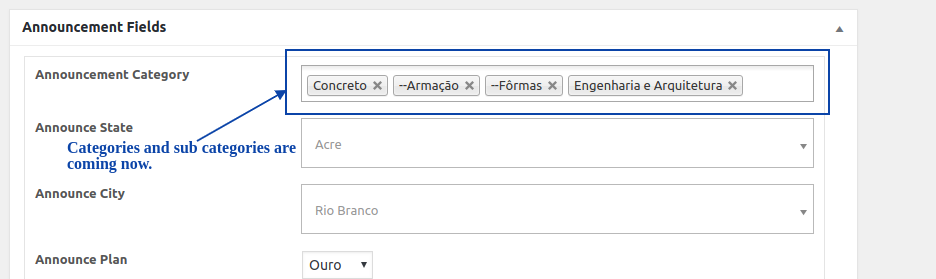 Announcement Fields
Announcement Category
Concreto --Armação --Fôrmas Engenharia e Arquitetura
Announce State
Acre
Categories and sub categories are
coming now.
Announce City
Rio Branco
Announce Plan
Ouro